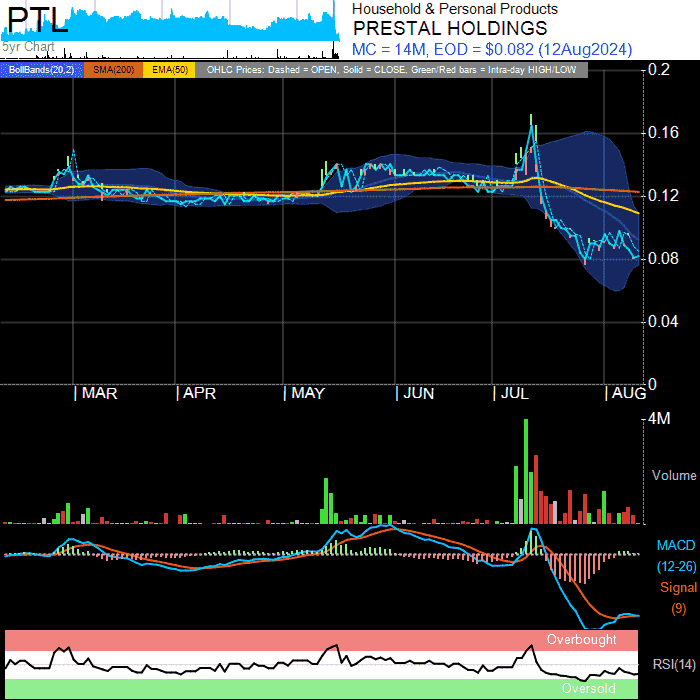 PTL
5yr Chart
Household & Personal Products
PRESTAL HOLDINGS
MC = 14M, EOD = $0.082 (12Aug2024)
BollBands(20,2) SMA(200) EMA(50) OHLC Prices: Dashed = OPEN, Solid = CLOSE, Green/Red bars = Intra-day HIGH/LOW
0.2
0.16
0.12
0.08
0.04
0
MAR APR MAY JUN JUL AUG
4M
Volume
MACD
(12-26)
Signal
(9)
Overbought
RSI(14)
Oversold